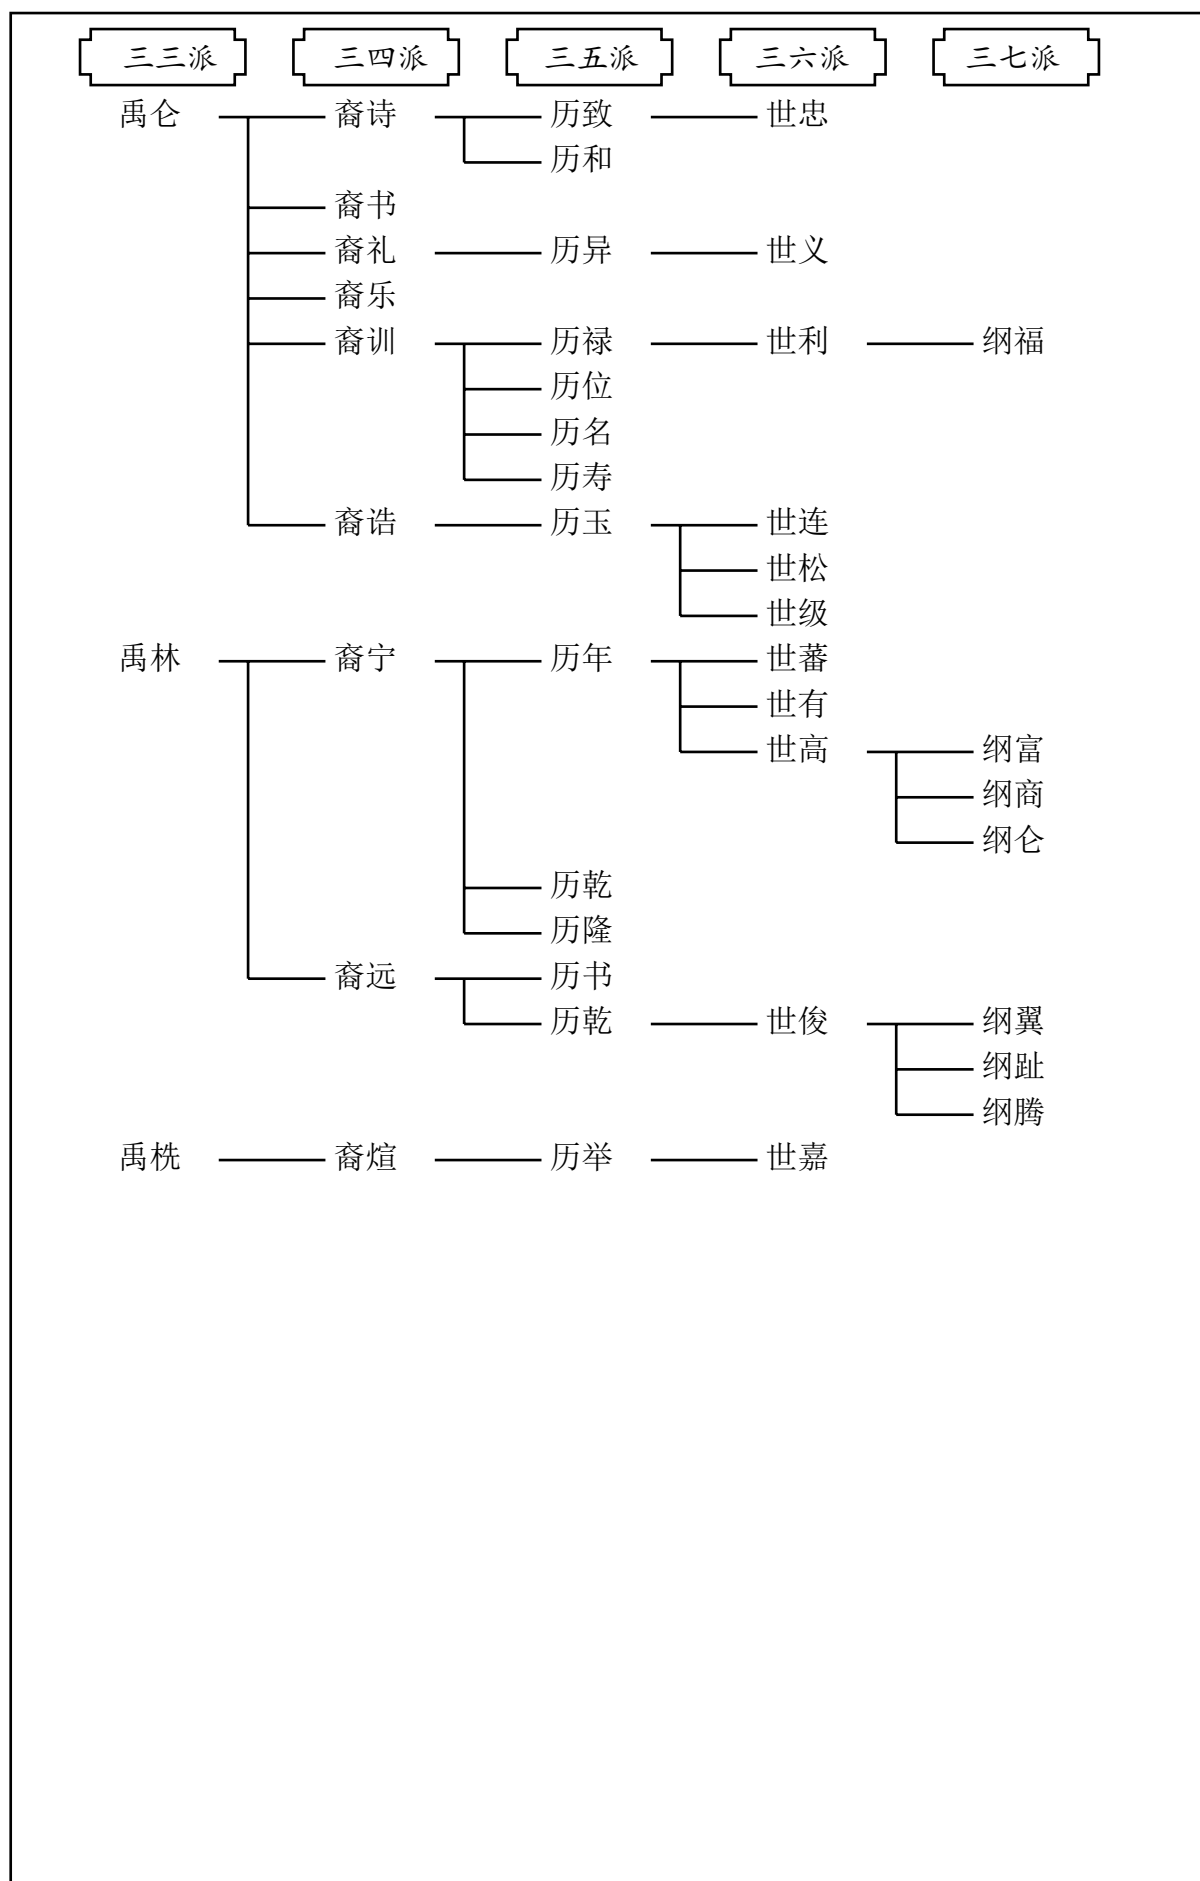 三三派 三四派 三五派 三六派 三七派
禹仑 裔诗 历致 世忠
历和
裔书
裔礼 历异 世义
裔乐
裔训 历禄 世利 纲福
历位
历名
历寿
裔诰 历玉 世连
世松
世级
禹林 裔宁 历年 世蕃
世有
世高 纲富
纲商
纲仑
历乾
历隆
裔远 历书
历乾 世俊 纲翼
纲趾
纲腾
禹桄 裔煊 历举 世嘉